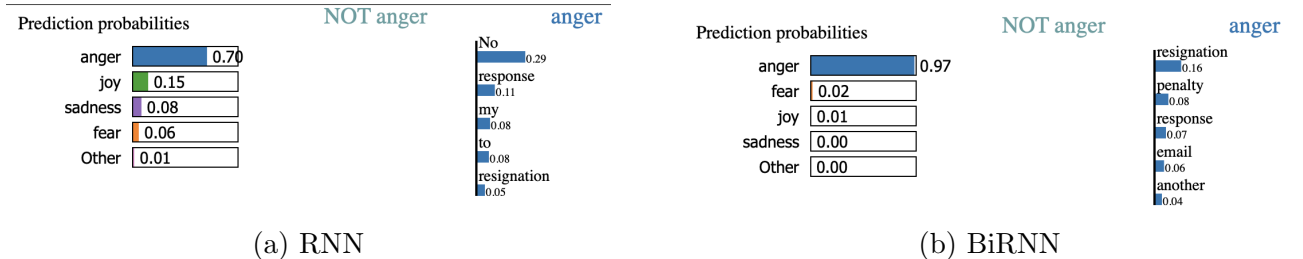 NOT anger
anger
Prediction probabilities
anger 0.70
joy 0.15
sadness 0.08
fear 0.06
Other 0.01
No
0.29
response
0.11
my
0.08
to
0.08
resignation
0.05
(a) RNN
NOT anger
anger
Prediction probabilities
anger 0.97
fear 0.02
joy 0.01
sadness 0.00
Other 0.00
resignation
0.16
penalty
0.08
response
0.07
email
0.06
another
0.04
(b) BiRNN